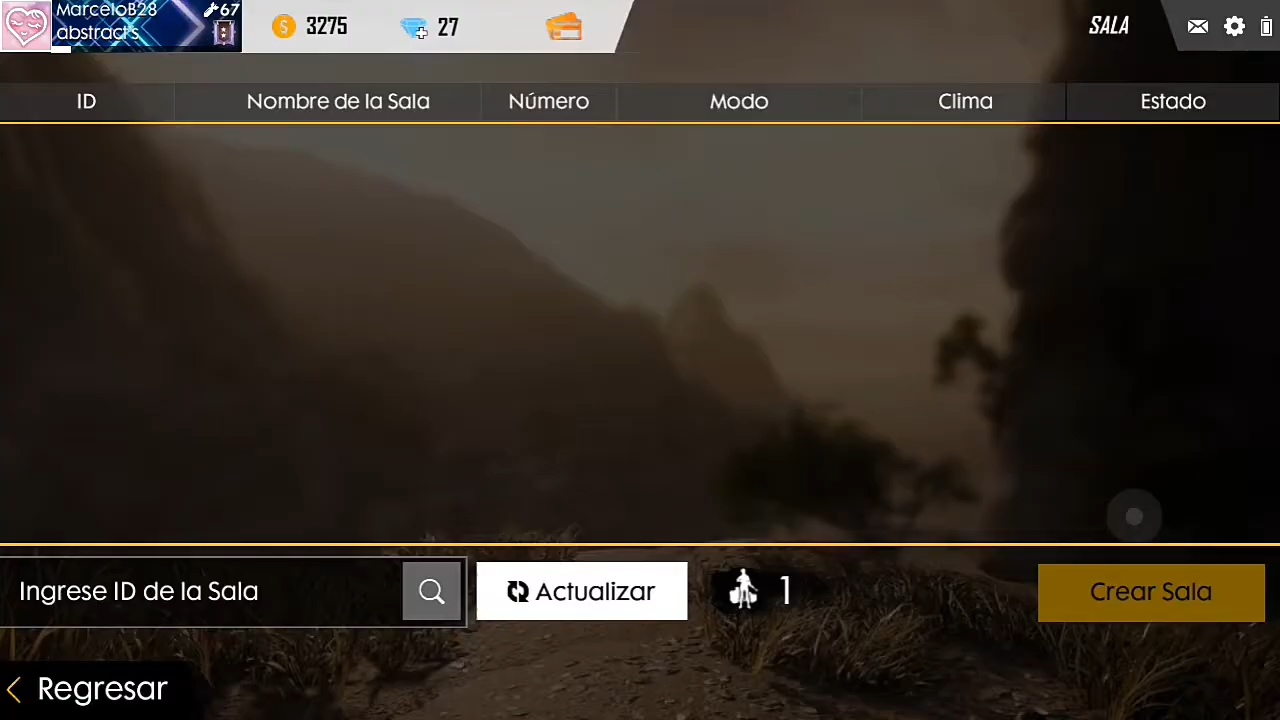 MarceloB28
abstracts
67
3275
27
SALA
ID
Nombre de la Sala
Número
Modo
Clima
Estado
Ingrese ID de la Sala
Actualizar
1
Crear Sala
Regresar